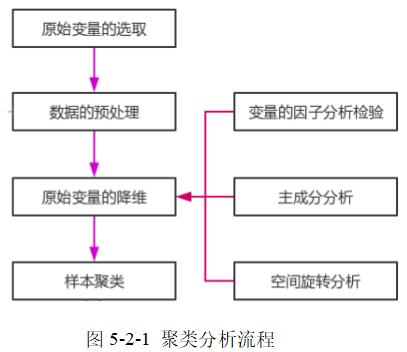 原始变量的选取
数据的预处理
变量的因子分析检验
原始变量的降维
主成分分析
样本聚类
空间旋转分析
图 5-2-1 聚类分析流程